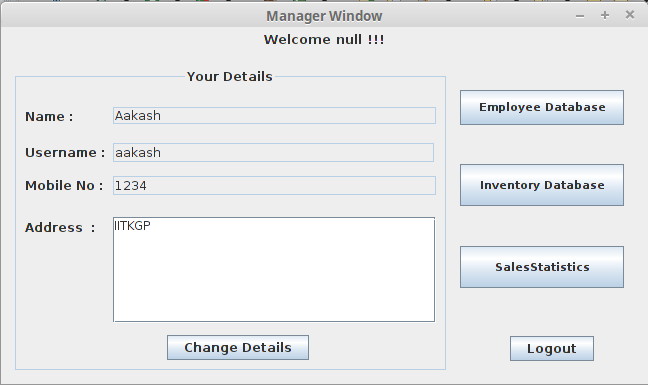 Manager Window
Welcome null !!!
Your Details
Name :
Aakash
Username :
aakash
Mobile No :
1234
Address :
IITKGP
Change Details
Employee Database
Inventory Database
SalesStatistics
Logout